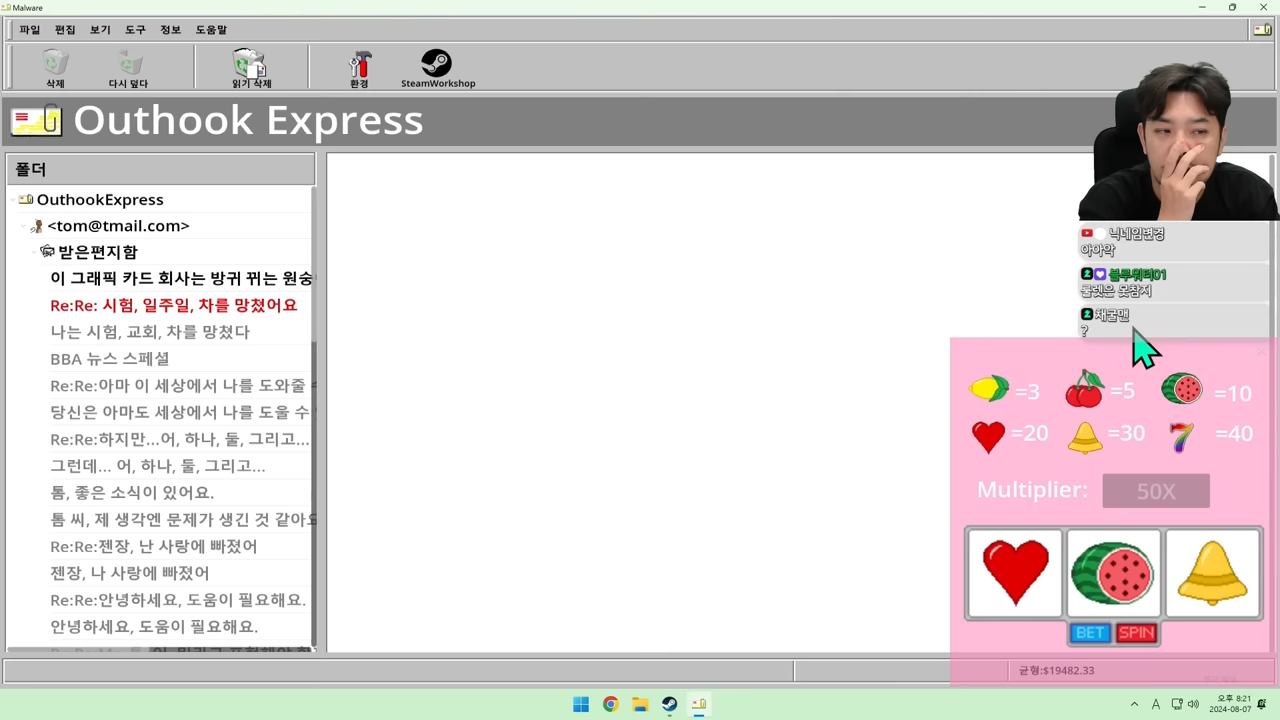 Malware
파일 편집 보기 도구 정보 도움말
삭제 다시 덮다 읽기 삭제 환경 SteamWorkshop
Outhook Express
폴더
OuthookExpress
<tom@tmail.com>
받은편지함
이 그래픽 카드 회사는 방귀 뀌는 원숭
Re:Re: 시험, 일주일, 차를 망쳤어요
나는 시험, 교회, 차를 망쳤다
BBA 뉴스 스페셜
Re:Re:아마 이 세상에서 나를 도와줄
당신은 아마도 세상에서 나를 도울 수
Re:Re:하지만...어, 하나, 둘, 그리고...
그런데... 어, 하나, 둘, 그리고...
톰, 좋은 소식이 있어요.
톰 씨, 제 생각엔 문제가 생긴 것 같아요
Re:Re:젠장, 난 사랑에 빠졌어
젠장, 나 사랑에 빠졌어
Re:Re:안녕하세요, 도움이 필요해요.
안녕하세요, 도움이 필요해요.
닉네임변경
아아악
블루워터01
룰렛은 못참지
채굴맨
?
=3 =5 =10
=20 =30 =40
Multiplier: 50X
BET SPIN
균형:$19482.33
A
오후 8:21
2024-08-07